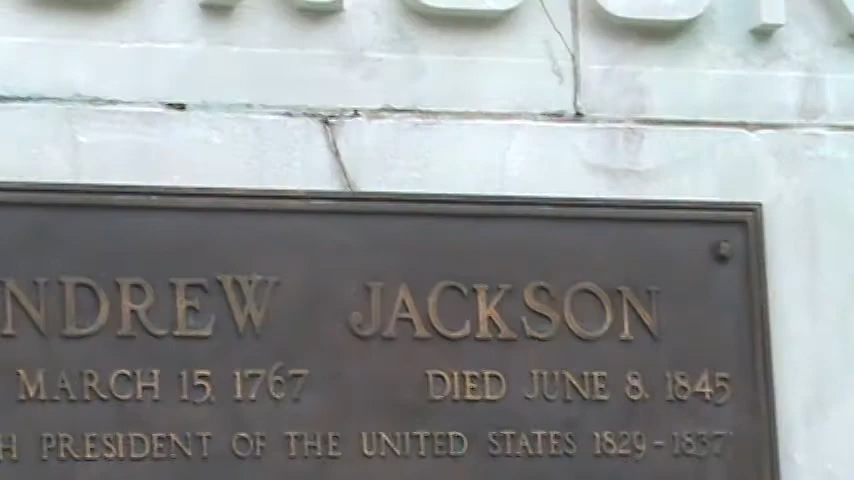 NDREW JACKSON
MARCH 15, 1767 DIED JUNE 8, 1845
H PRESIDENT OF THE UNITED STATES 1829-1837